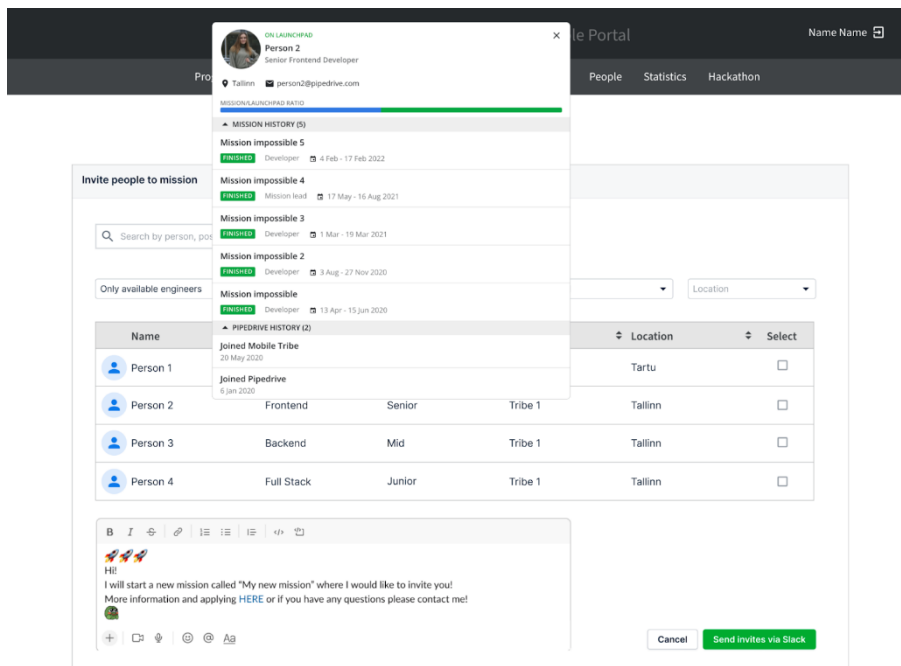 ON LAUNCHPAD
Person 2
Senior Frontend Developer
Tallinn person2@pipedrive.com
MISSION/LAUNCHPAD RATIO
MISSION HISTORY (5)
Mission impossible 5
FINISHED Developer 4 Feb - 17 Feb 2022
Mission impossible 4
FINISHED Mission lead 17 May - 16 Aug 2021
Mission impossible 3
FINISHED Developer 1 Mar - 19 Mar 2021
Mission impossible 2
FINISHED Developer 3 Aug - 27 Nov 2020
Mission impossible
FINISHED Developer 13 Apr - 15 Jun 2020
PIPEDRIVE HISTORY (2)
Joined Mobile Tribe
20 May 2020
Joined Pipedrive
6 Jan 2020
le Portal
Name Name
Pro
People Statistics Hackathon
Invite people to mission
Search by person, pos
Only available engineers
Location
Name Location Select
Person 1 Tartu
Person 2 Frontend Senior Tribe 1 Tallinn
Person 3 Backend Mid Tribe 1 Tallinn
Person 4 Full Stack Junior Tribe 1 Tallinn
B I S
🚀🚀🚀
Hi!
I will start a new mission called “My new mission” where I would like to invite you!
More information and applying HERE or if you have any questions please contact me!
Aa
Cancel Send invites via Slack